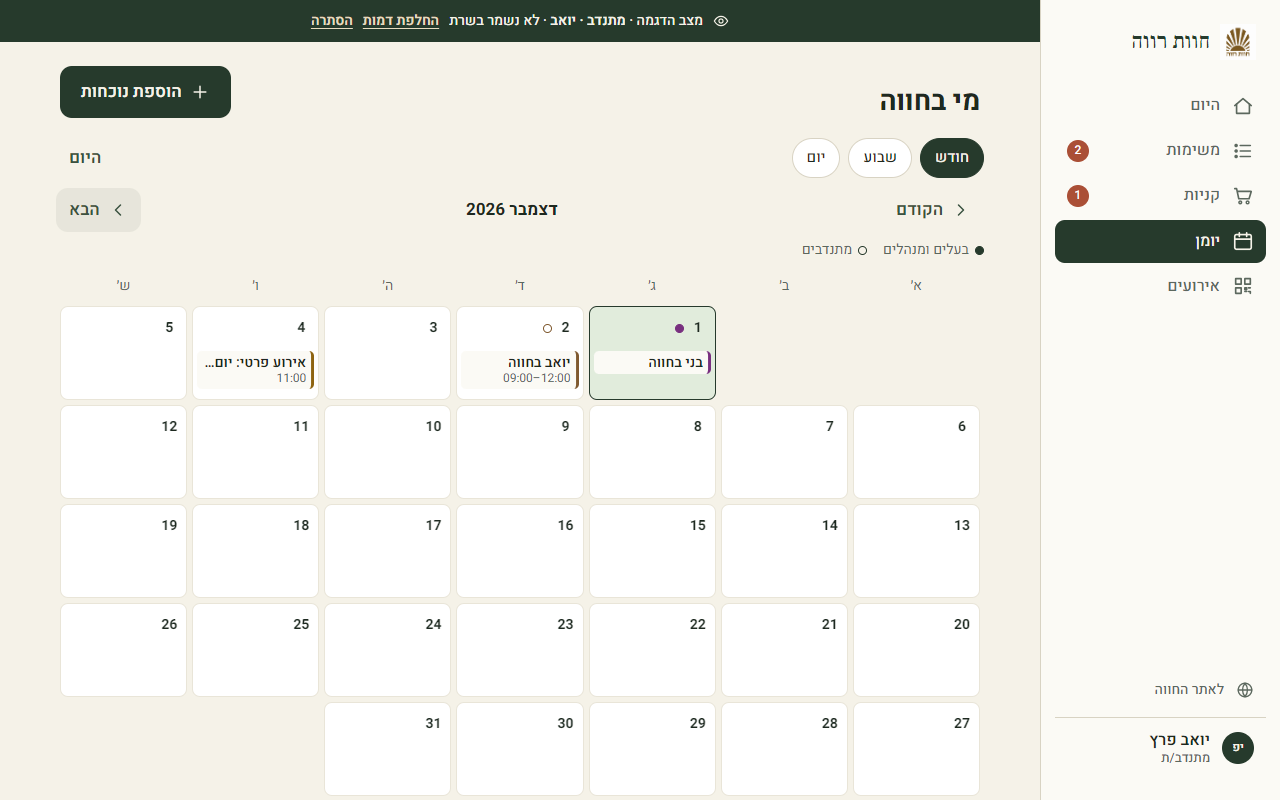 חוות רווה
היום
משימות
2
קניות
1
יומן
אירועים
לאתר החווה
יפ
יואב פרץ
מתנדב/ת
מצב הדגמה · מתנדב · יואב · לא נשמר בשרת החלפת דמות הסתרה
מי בחווה
הוספת נוכחות
חודש שבוע יום
היום
הקודם
דצמבר 2026
הבא
בעלים ומנהלים מתנדבים
א׳ ב׳ ג׳ ד׳ ה׳ ו׳ ש׳
1 2 3 4 5
בני בחווה
יואב בחווה
09:00–12:00
אירוע פרטי: יום…
11:00
6 7 8 9 10 11 12
13 14 15 16 17 18 19
20 21 22 23 24 25 26
27 28 29 30 31